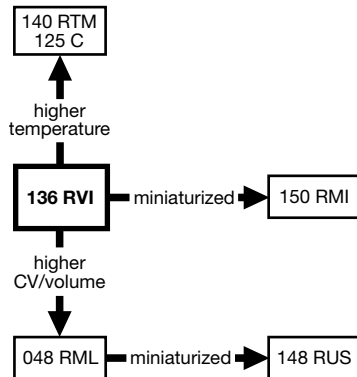 140 RTM
125 C
higher
temperature
136 RVI
miniaturized
150 RMI
higher
CV/volume
048 RML
miniaturized
148 RUS